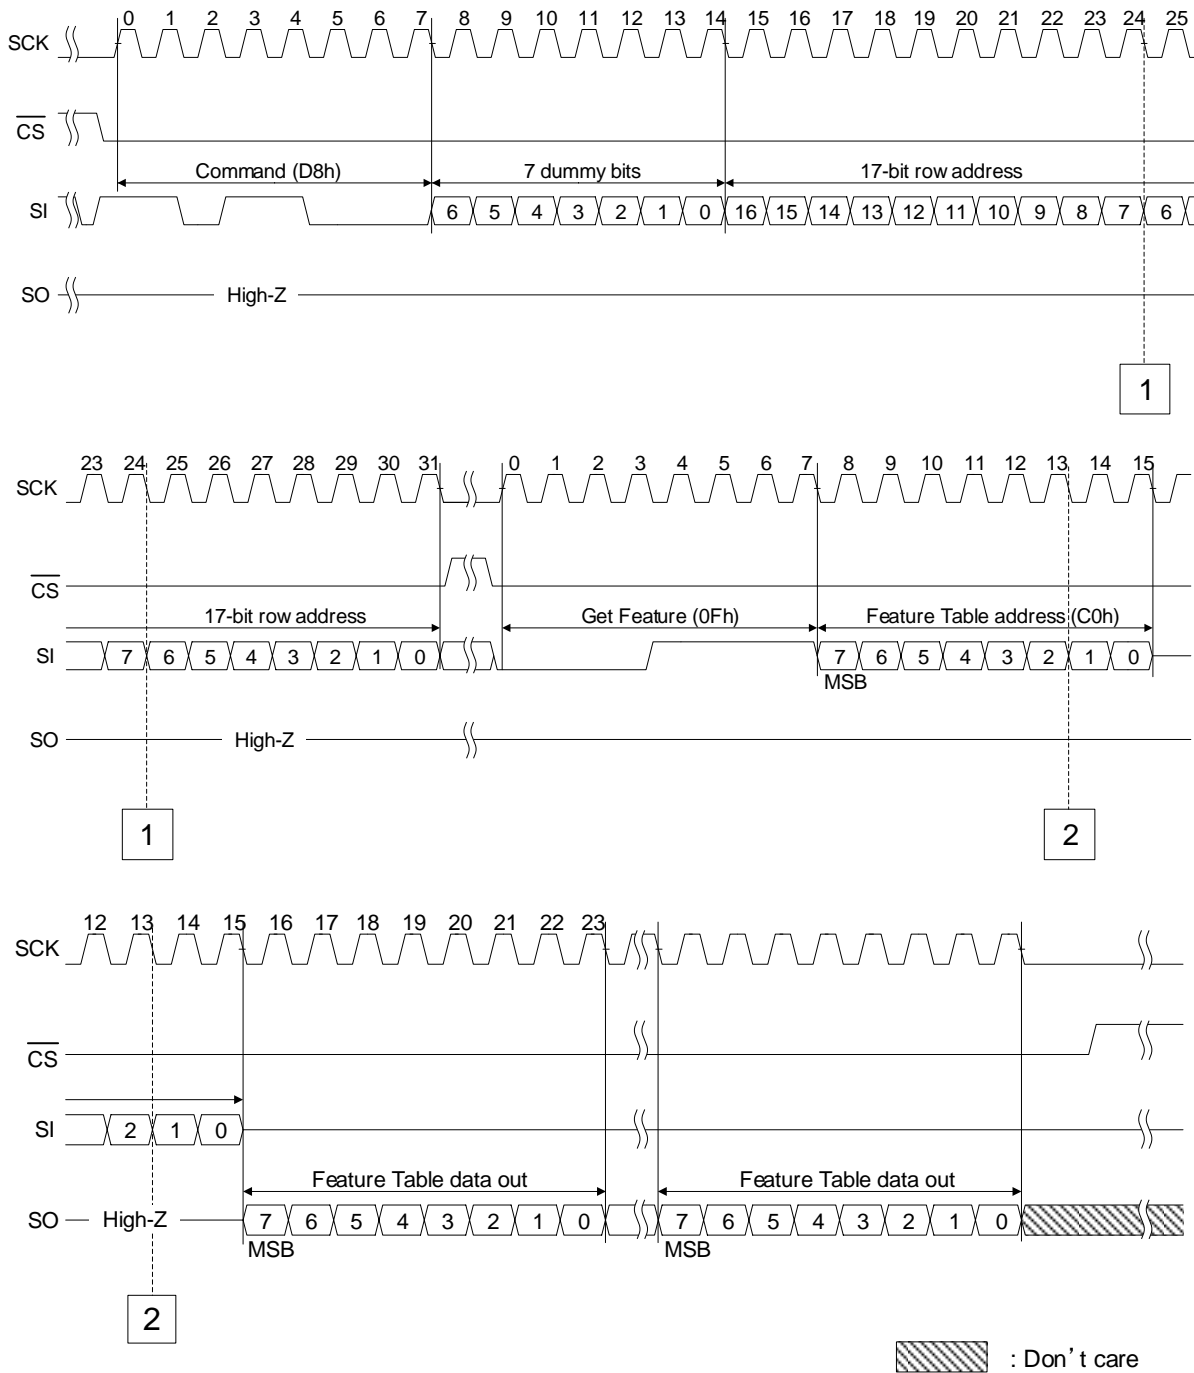 0 1 2 3 4 5 6 7 8 9 10 11 12 13 14 15 16 17 18 19 20 21 22 23 24 25
SCK
CS
Command (D8h) 7 dummy bits 17-bit row address
SI 6 5 4 3 2 1 0 16 15 14 13 12 11 10 9 8 7 6
SO High-Z
1
23 24 25 26 27 28 29 30 31 0 1 2 3 4 5 6 7 8 9 10 11 12 13 14 15
SCK
CS
17-bit row address Get Feature (0Fh) Feature Table address (C0h)
SI 7 6 5 4 3 2 1 0 7 6 5 4 3 2 1 0
MSB
SO High-Z
1 2
12 13 14 15 16 17 18 19 20 21 22 23
SCK
CS
SI 2 1 0
Feature Table data out Feature Table data out
SO High-Z 7 6 5 4 3 2 1 0 7 6 5 4 3 2 1 0
MSB MSB
2
: Don't care